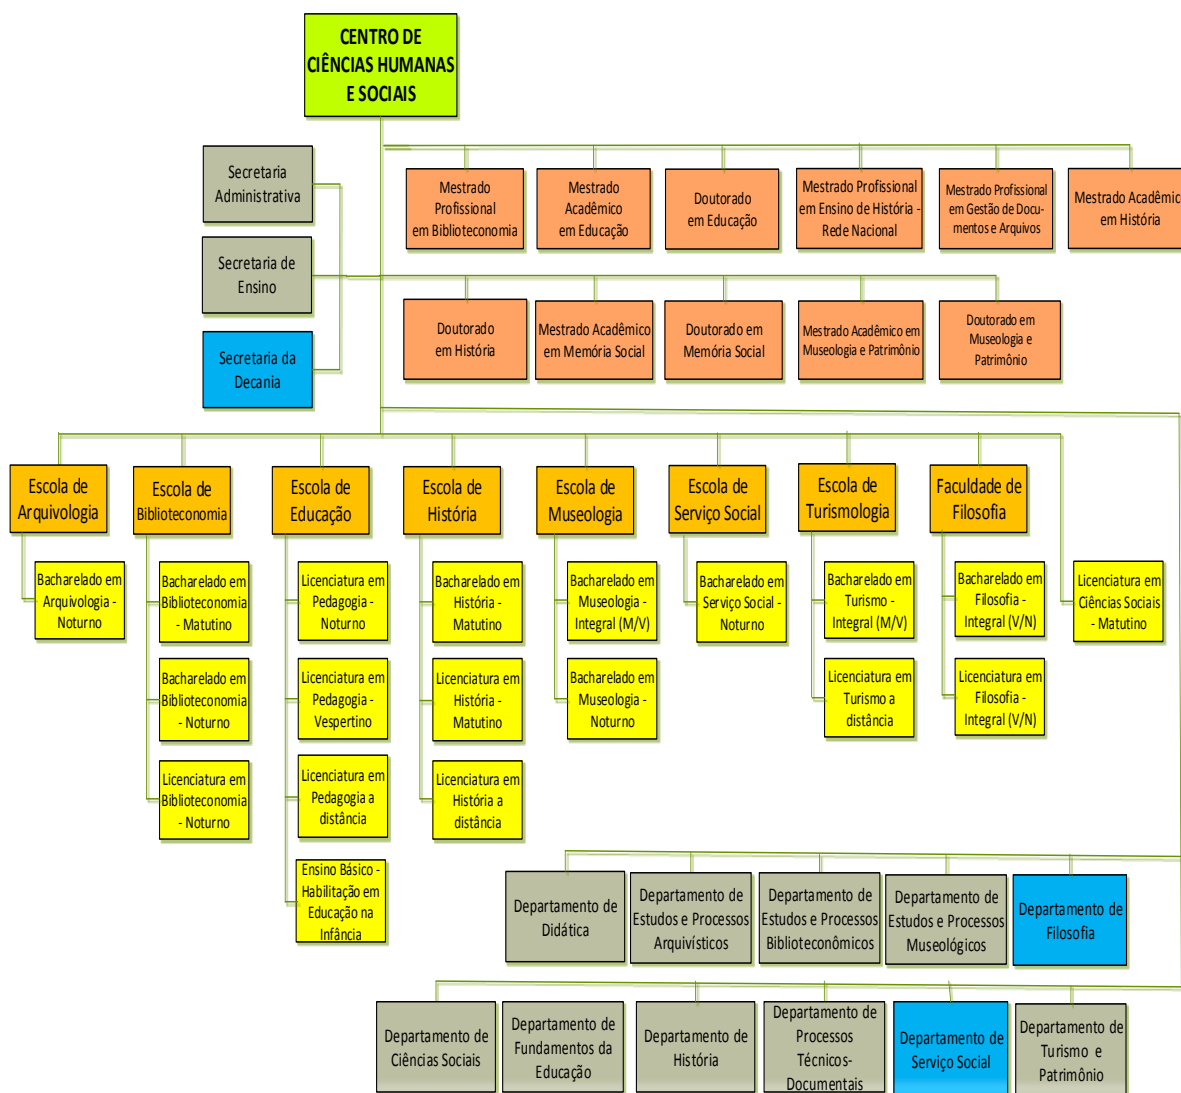 CENTRO DE
CIÊNCIAS HUMANAS
E SOCIAIS
Secretaria
Administrativa
Secretaria de
Ensino
Secretaria da
Decania
Mestrado
Profissional
em Biblioteconomia
Mestrado
Acadêmico
em Educação
Doutorado
em Educação
Mestrado Profissional
em Ensino de História -
Rede Nacional
Mestrado Profissional
em Gestão de Docu-
mentos e Arquivos
Mestrado Acadêmico
em História
Doutorado
em História
Mestrado Acadêmico
em Memória Social
Doutorado em
Memória Social
Mestrado Acadêmico em
Museologia e Patrimônio
Doutorado em
Museologia e
Patrimônio
Escola de
Arquivologia
Escola de
Biblioteconomia
Escola de
Educação
Escola de
História
Escola de
Museologia
Escola de
Serviço Social
Escola de
Turismologia
Faculdade de
Filosofia
Bacharelado em
Arquivologia -
Noturno
Bacharelado em
Biblioteconomia
- Matutino
Licenciatura em
Pedagogia -
Noturno
Bacharelado em
História -
Matutino
Bacharelado em
Museologia -
Integral (M/V)
Bacharelado em
Serviço Social -
Noturno
Bacharelado em
Turismo -
Integral (M/V)
Bacharelado em
Filosofia -
Integral (V/N)
Licenciatura em
Ciências Sociais
- Matutino
Bacharelado em
Biblioteconomia
- Noturno
Licenciatura em
Pedagogia -
Vespertino
Licenciatura em
História -
Matutino
Bacharelado em
Museologia -
Noturno
Licenciatura em
Turismo a
distância
Licenciatura em
Filosofia -
Integral (V/N)
Licenciatura em
Biblioteconomia
- Noturno
Licenciatura em
Pedagogia a
distância
Licenciatura em
História a
distância
Ensino Básico -
Habilitação em
Educação na
Infância
Departamento de
Didática
Departamento de
Estudos e Processos
Arquivísticos
Departamento de
Estudos e Processos
Biblioteconômicos
Departamento de
Estudos e Processos
Museológicos
Departamento de
Filosofia
Departamento de
Ciências Sociais
Departamento de
Fundamentos da
Educação
Departamento de
História
Departamento de
Processos
Técnicos-
Documentais
Departamento de
Serviço Social
Departamento de
Turismo e
Patrimônio